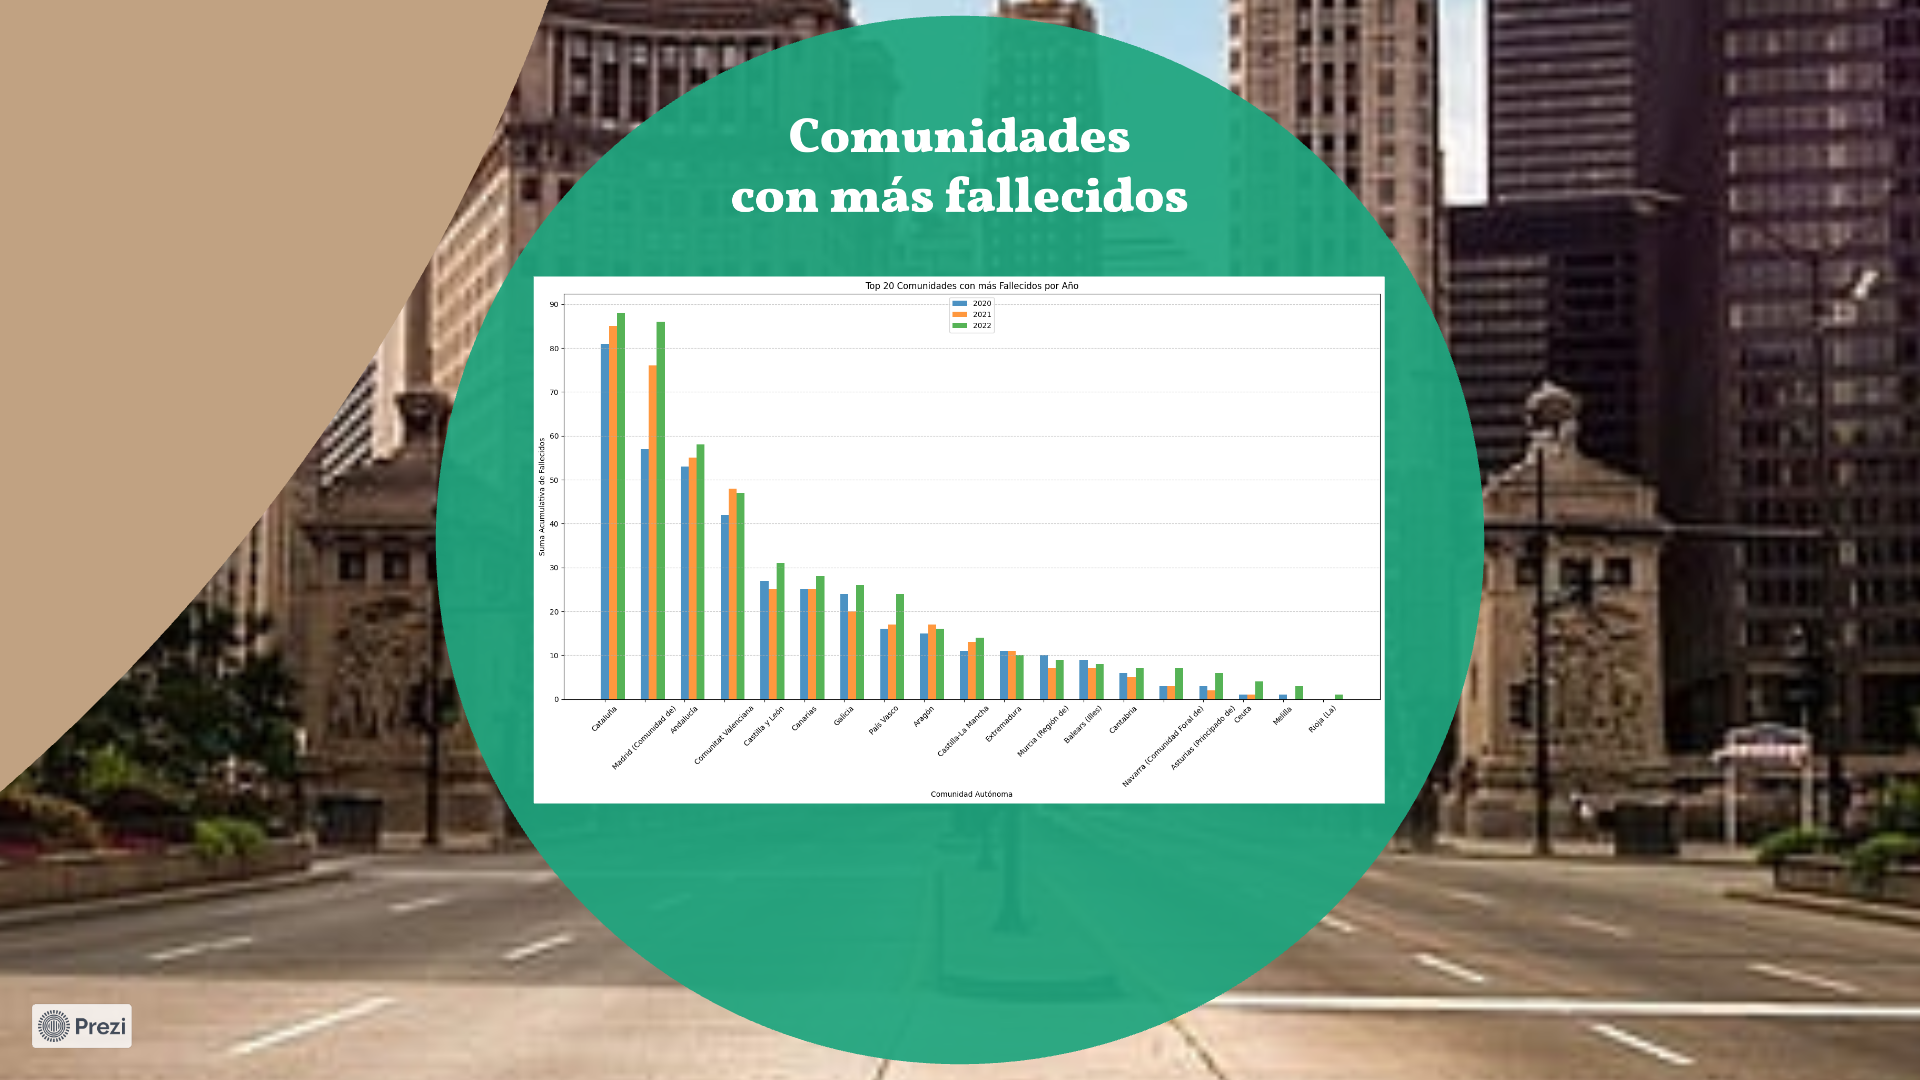 Comunidades
con más fallecidos
Top 20 Comunidades con más Fallecidos por Año
2020
2021
2022
Suma Acumulativa de Fallecidos
90
80
70
60
50
40
30
20
10
0
Cataluña
Madrid (Comunidad de)
Andalucía
Comunitat Valenciana
Castilla y León
Canarias
Galicia
País Vasco
Aragón
Castilla-La Mancha
Extremadura
Murcia (Región de)
Balears (Illes)
Cantabria
Navarra (Comunidad Foral de)
Asturias (Principado de)
Ceuta
Melilla
Rioja (La)
Comunidad Autónoma
Prezi